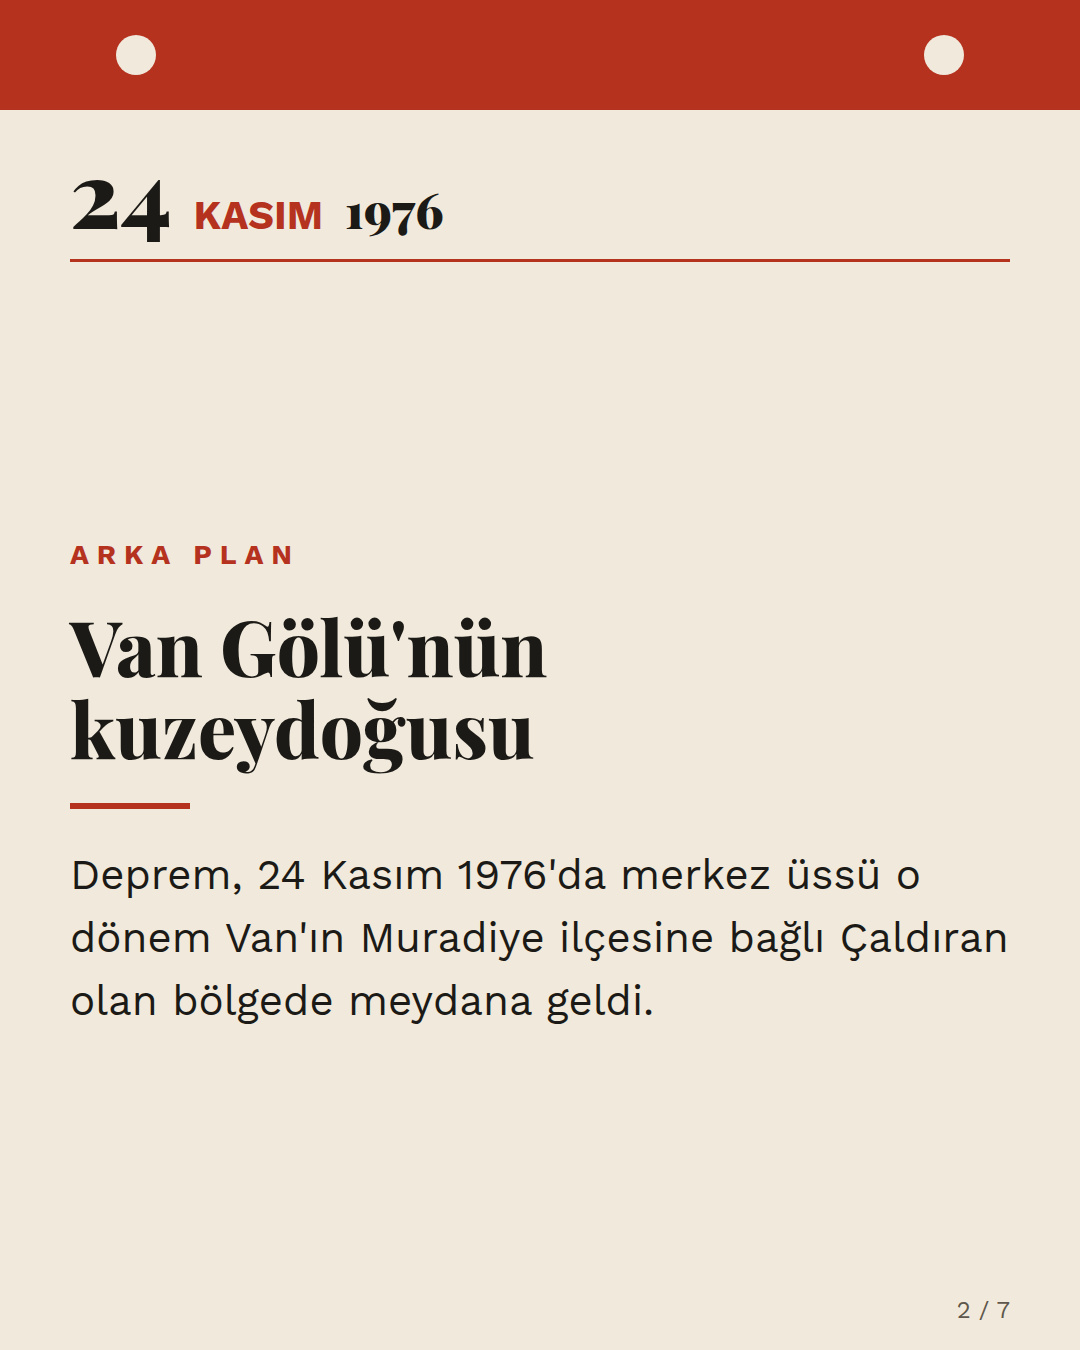 24 KASIM 1976
ARKA PLAN
Van Gölü'nün
kuzeydoğusu
Deprem, 24 Kasım 1976'da merkez üssü o
dönem Van'ın Muradiye ilçesine bağlı Çaldıran
olan bölgede meydana geldi.
2 / 7